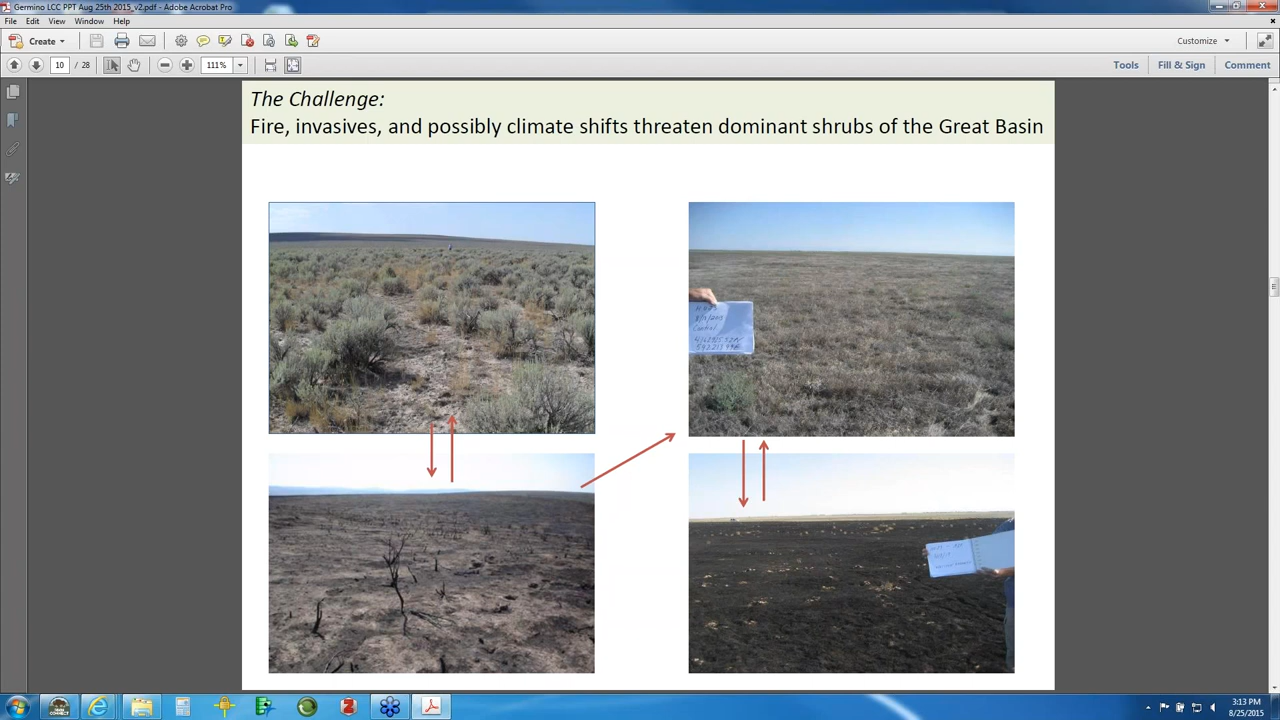 Germino LCC PPT Aug 25th 2015_v2.pdf - Adobe Acrobat Pro
File Edit View Window Help
Create
Customize
10 / 28
111%
Tools Fill & Sign Comment
The Challenge:
Fire, invasives, and possibly climate shifts threaten dominant shrubs of the Great Basin
Control
3:13 PM
8/25/2015